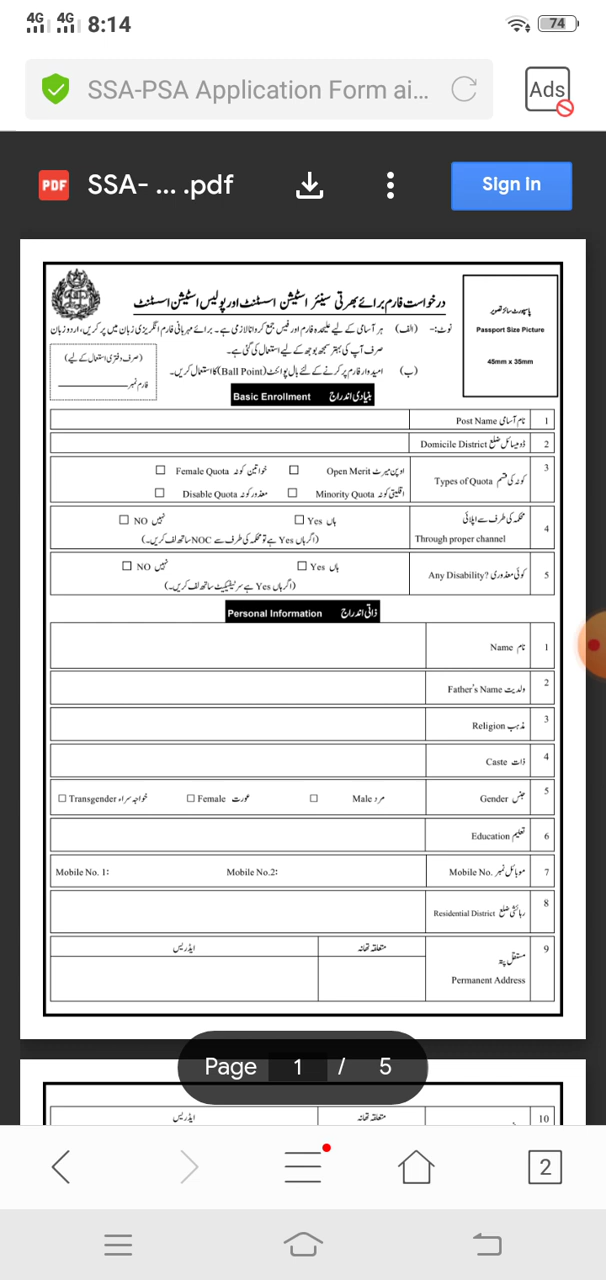 4G 4G 8:14 74
SSA-PSA Application Form ai... Ads
PDF SSA- ... .pdf Sign in
درخواست فارم برائے بھرتی سینئر اسٹیشن اسسٹنٹ اور پولیس اسٹیشن اسسٹنٹ
پاسپورٹ سائز تصویر
Passport Size Picture
45mm x 35mm
نوٹ:- (الف) ہر آسامی کے لیے علیحدہ فارم اور فیس جمع کروانا لازمی ہے۔ برائے مہربانی فارم انگریزی زبان میں پر کریں، اردو زبان
صرف آپ کی بہتر سمجھ بوجھ کے لیے استعمال کی گئی ہے۔
(ب) امیدوار فارم پر کرنے کے لئے بال پوائنٹ (Ball Point) کا استعمال کریں۔
(صرف دفتری استعمال کے لیے)
فارم نمبر
Basic Enrollment بنیادی اندراج
1 Post Name نام آسامی
2 Domicile District ڈومیسائل ضلع
3 Types of Quota کوٹہ کی قسم
Open Merit اوپن میرٹ Female Quota خواتین کوٹہ
Minority Quota اقلیتی کوٹہ Disable Quota معذور کوٹہ
4 محکمہ کی طرف سے اپلائی
Through proper channel
Yes ہاں NO نہیں
(اگر ہاں Yes ہے تو محکمہ کی طرف سے NOC ساتھ لف کریں۔)
5 Any Disability? کوئی معذوری
Yes ہاں NO نہیں
(اگر ہاں Yes ہے سرٹیفکیٹ ساتھ لف کریں۔)
Personal Information ذاتی اندراج
1 Name نام
2 Father's Name ولدیت
3 Religion مذہب
4 Caste ذات
5 Gender جنس Male مرد Female عورت Transgender خواجہ سراء
6 Education تعلیم
7 Mobile No. موبائل نمبر Mobile No. 1: Mobile No.2:
8 Residential District رہائشی ضلع
9 مستقل پتہ
Permanent Address
متعلقہ تھانہ ایڈریس
Page 1 / 5
10 متعلقہ تھانہ ایڈریس
2